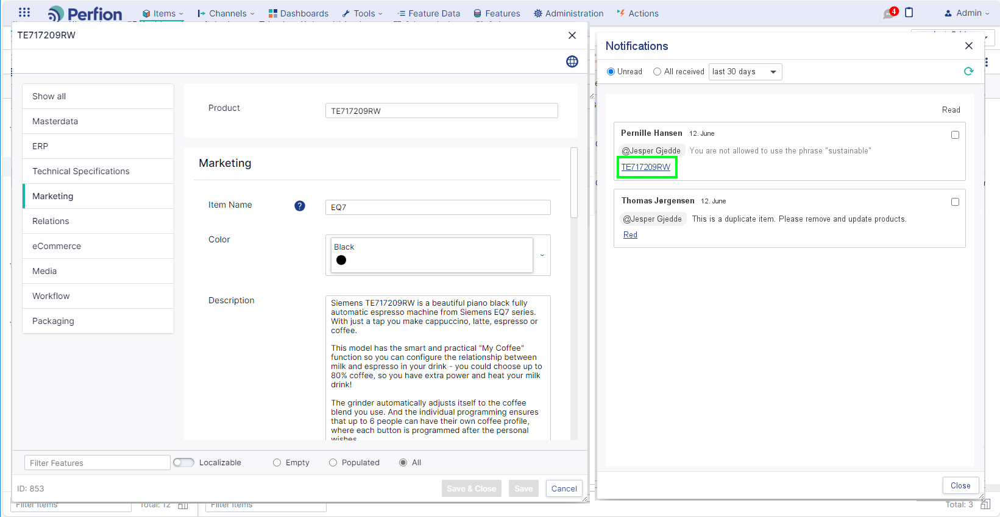 Perfion
Items
Channels
Dashboards
Tools
Feature Data
Features
Administration
Actions
4
Admin
TE717209RW
Show all
Masterdata
ERP
Technical Specifications
Marketing
Relations
eCommerce
Media
Workflow
Packaging
Product
TE717209RW
Marketing
Item Name
?
EQ7
Color
Black
Description
Siemens TE717209RW is a beautiful piano black fully
automatic espresso machine from Siemens EQ7 series.
With just a tap you make cappuccino, latte, espresso or
coffee.
This model has the smart and practical "My Coffee"
function so you can configure the relationship between
milk and espresso in your drink - you could choose up to
80% coffee, so you have extra power and heat your milk
drink!
The grinder automatically adjusts itself to the coffee
blend you use. And the individual programming ensures
that up to 6 people can have their own coffee profile,
where each button is programmed after the personal
wishes
Filter Features
Localizable
Empty
Populated
All
ID: 853
Save & Close
Save
Cancel
Filter Items
Total: 12
Filter Items
Notifications
Unread
All received
last 30 days
Read
Pernille Hansen 12. June
@Jesper Gjedde You are not allowed to use the phrase "sustainable"
TE717209RW
Thomas Jørgensen 12. June
@Jesper Gjedde This is a duplicate item. Please remove and update products.
Red
Close
Total: 3